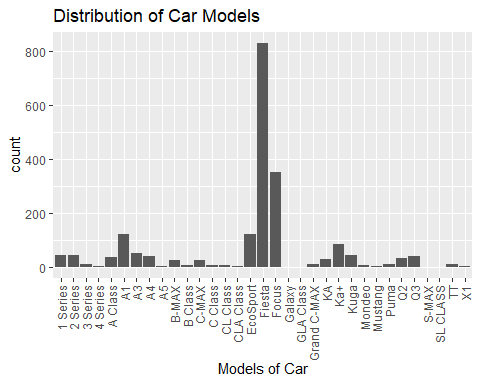 Distribution of Car Models
count
800
600
400
200
0
1 Series
2 Series
3 Series
4 Series
A Class
A1
A3
A4
A5
B-MAX
B Class
C-MAX
C Class
CL Class
CLA Class
EcoSport
Fiesta
Focus
Galaxy
GLA Class
Grand C-MAX
KA
Ka+
Kuga
Mondeo
Mustang
Puma
Q2
Q3
S-MAX
SL CLASS
TT
X1
Models of Car